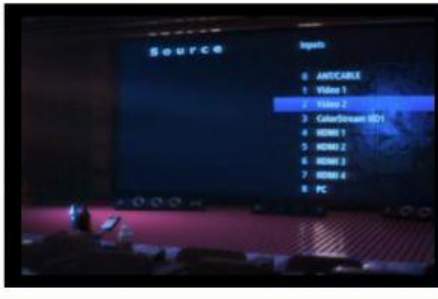 Source
Inputs
0 ANT/CABLE
1 Video 1
2 Video 2
3 ColorStream HD1
4 HDMI 1
5 HDMI 2
6 HDMI 3
7 HDMI 4
8 PC